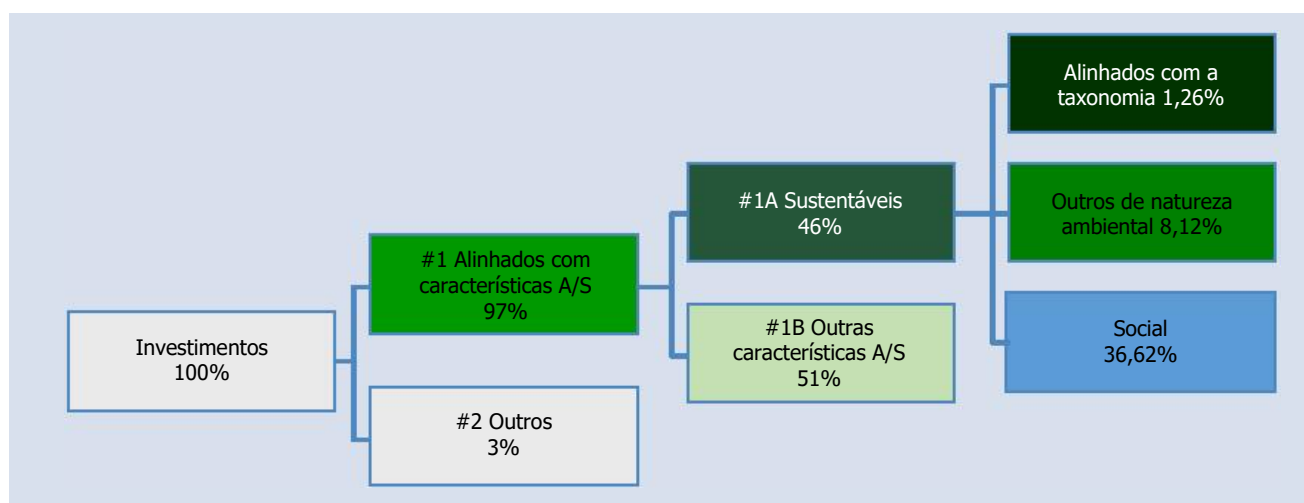 Investimentos
100%
#1 Alinhados com
características A/S
97%
#2 Outros
3%
#1A Sustentáveis
46%
#1B Outras
características A/S
51%
Alinhados com a
taxonomia 1,26%
Outros de natureza
ambiental 8,12%
Social
36,62%